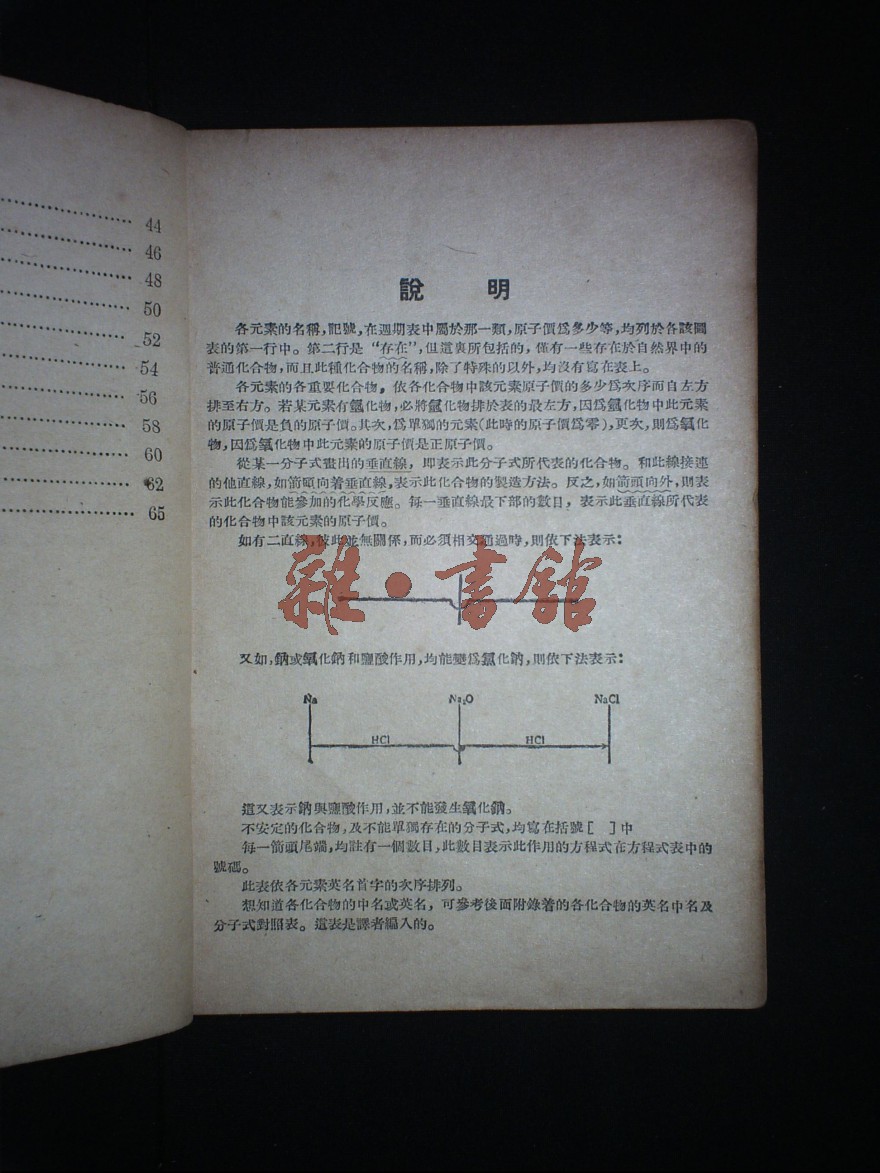 44
46
48
50
52
54
56
58
60
62
65
說 明
各元素的名稱,記號,在週期表中屬於那一類,原子價爲多少等,均列於各該圖
表的第一行中。第二行是“存在”,但這裏所包括的,僅有一些存在於自然界中的
普通化合物,而且此種化合物的名稱,除了特殊的以外,均沒有寫在表上。
各元素的各重要化合物,依各化合物中該元素原子價的多少爲次序而自左方
排至右方。若某元素有氫化物,必將氫化物排於表的最左方,因爲氫化物中此元素
的原子價是負的原子價。其次,爲單獨的元素(此時的原子價爲零),更次,則爲氧化
物,因爲氧化物中此元素的原子價是正原子價。
從某一分子式畫出的垂直線,即表示此分子式所代表的化合物。和此線接連
的他直線,如箭頭向着垂直線,表示此化合物的製造方法。反之,如箭頭向外,則表
示此化合物能參加的化學反應。每一垂直線最下部的數目,表示此垂直線所代表
的化合物中該元素的原子價。
如有二直線,彼此並無關係,而必須相交通過時,則依下法表示:
雜·書館
又如,鈉或氧化鈉和鹽酸作用,均能變爲氯化鈉,則依下法表示:
Na Na₂O NaCl
HCl HCl
這又表示鈉與鹽酸作用,並不能發生氧化鈉。
不安定的化合物,及不能單獨存在的分子式,均寫在括號[ ]中
每一箭頭尾端,均註有一個數目,此數目表示此作用的方程式在方程式表中的
號碼。
此表依各元素英名首字的次序排列。
想知道各化合物的中名或英名,可參考後面附錄着的各化合物的英名中名及
分子式對照表。這表是譯者編入的。